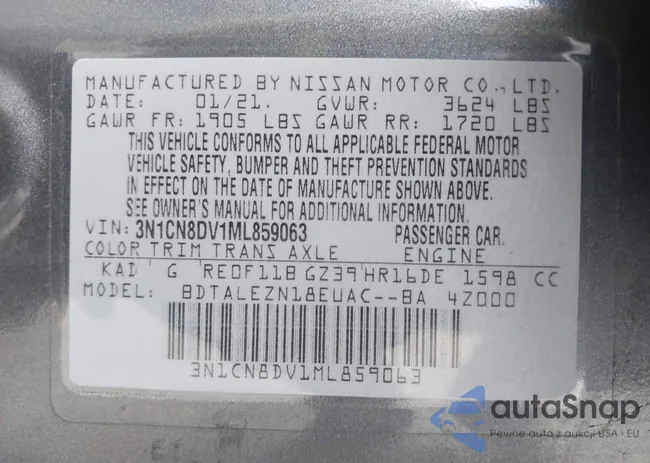 MANUFACTURED BY NISSAN MOTOR CO.,LTD.
DATE: 01/21. GVWR: 3624 LBS
GAWR FR: 1905 LBS GAWR RR: 1720 LBS
THIS VEHICLE CONFORMS TO ALL APPLICABLE FEDERAL MOTOR
VEHICLE SAFETY, BUMPER AND THEFT PREVENTION STANDARDS
IN EFFECT ON THE DATE OF MANUFACTURE SHOWN ABOVE.
SEE OWNER'S MANUAL FOR ADDITIONAL INFORMATION.
VIN: 3N1CN8DV1ML859063 PASSENGER CAR.
COLOR TRIM TRANS AXLE ENGINE
KAD G RE0F11B GZ39 HR16DE 1598 CC
MODEL: BDTALEZN18EUAC--BA 4Z000
3N1CN8DV1ML859063
autaSnap
Pewne auta z aukcji USA i EU